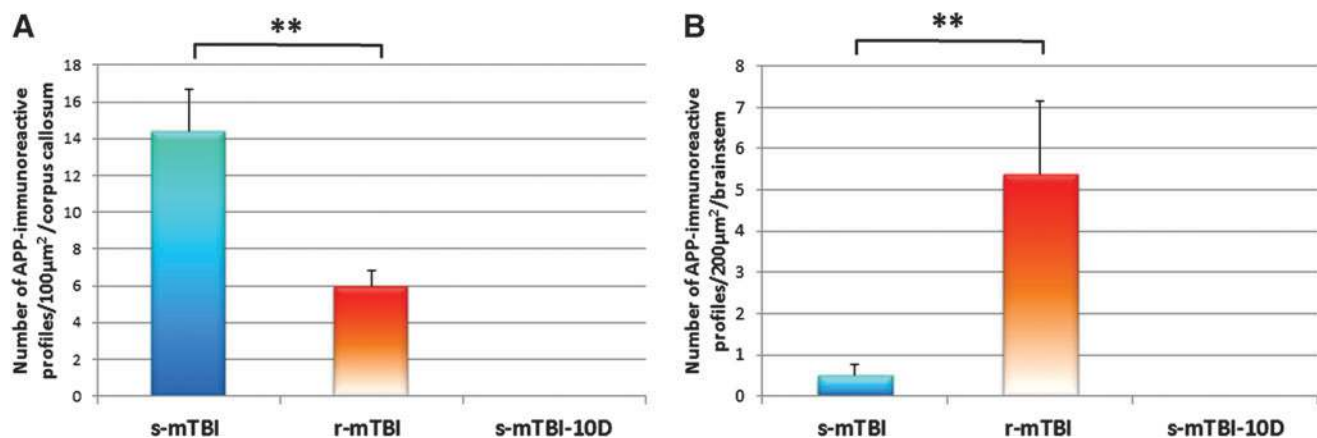 A
**
Number of APP-immunoreactive
profiles/100µm²/corpus callosum
18
16
14
12
10
8
6
4
2
0
s-mTBI r-mTBI s-mTBI-10D
B
**
Number of APP-immunoreactive
profiles/200µm²/brainstem
8
7
6
5
4
3
2
1
0
s-mTBI r-mTBI s-mTBI-10D